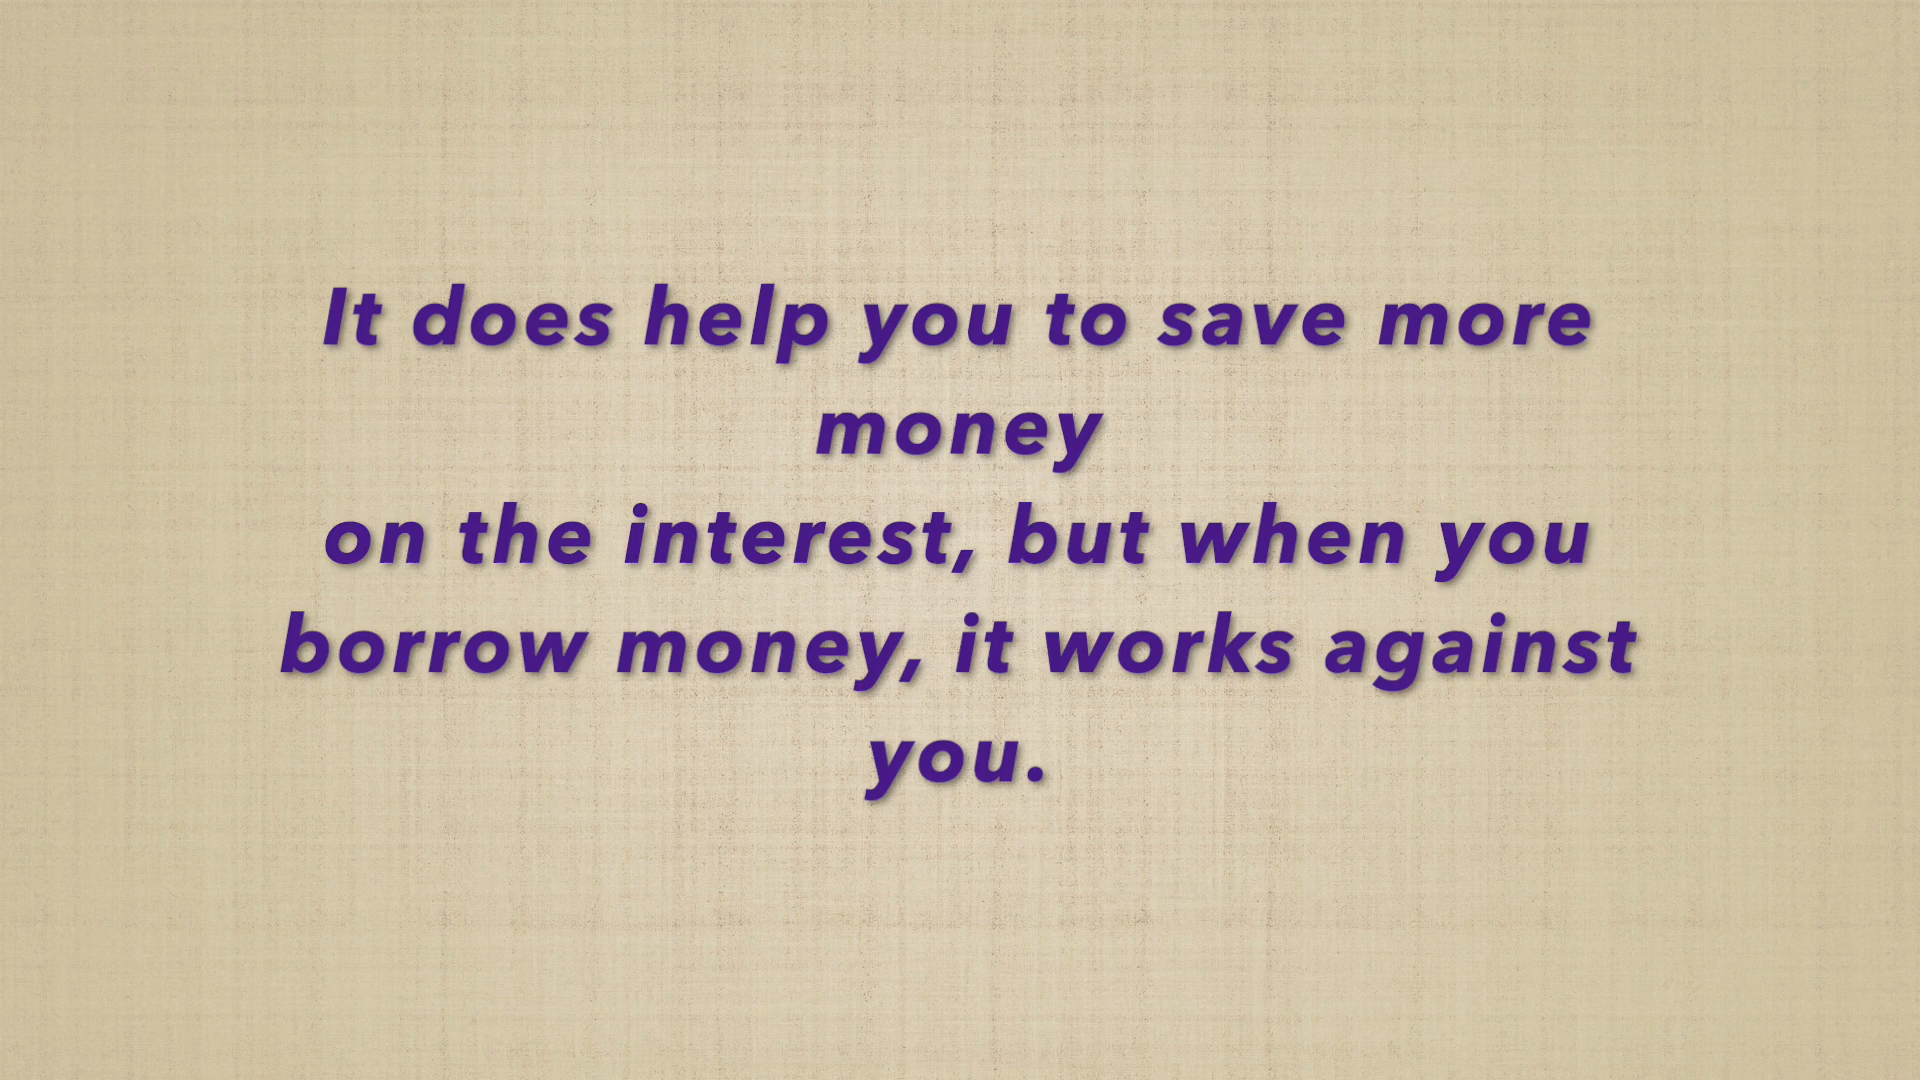 It does help you to save more
money
on the interest, but when you
borrow money, it works against
you.